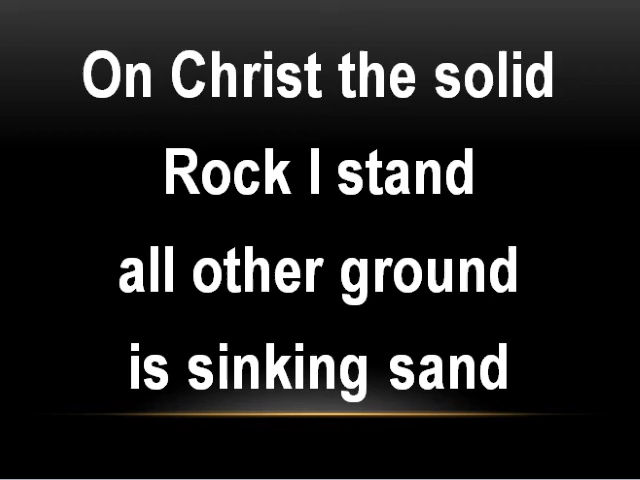 On Christ the solid
Rock I stand
all other ground
is sinking sand